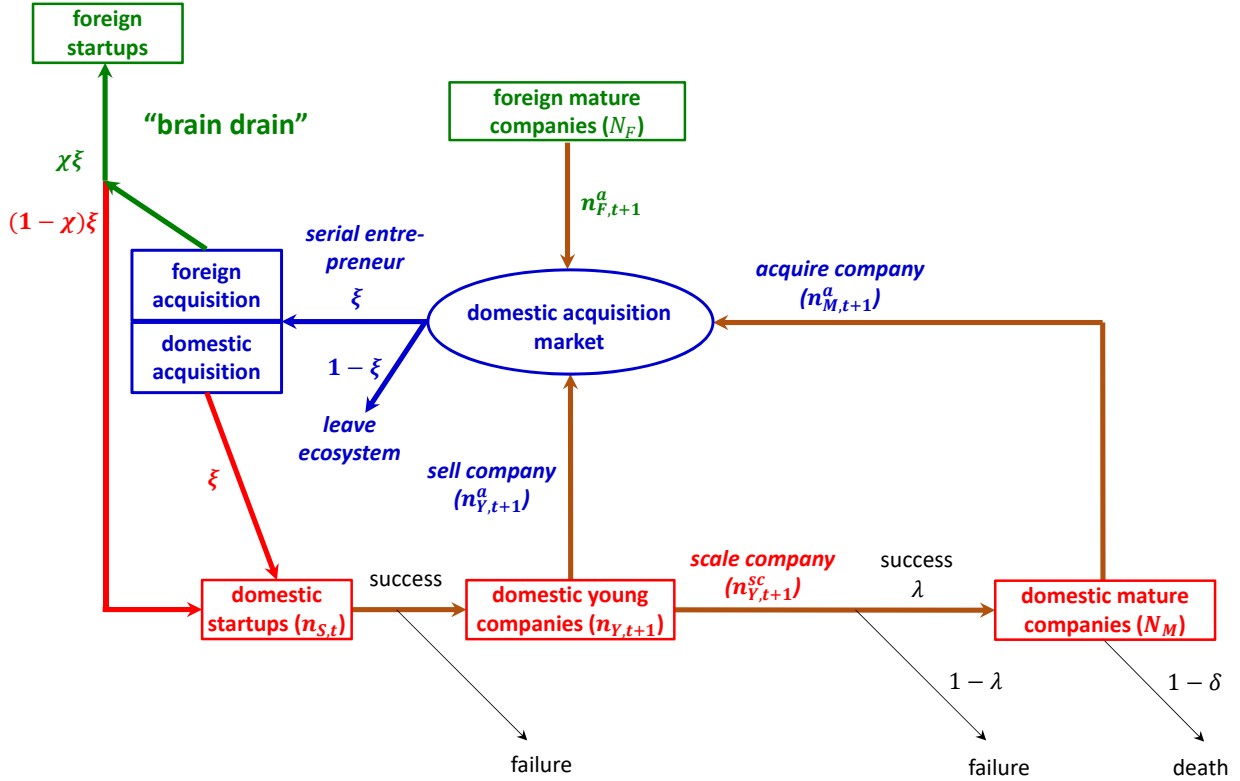 foreign
startups
“brain drain”
foreign mature
companies (N_F)
χξ
(1 − χ)ξ
n^a_{F,t+1}
serial entre-
preneur
ξ
foreign
acquisition
domestic
acquisition
domestic acquisition
market
acquire company
(n^a_{M,t+1})
1 − ξ
leave
ecosystem
ξ
sell company
(n^a_{Y,t+1})
success
scale company
(n^{sc}_{Y,t+1})
success
λ
domestic
startups (n_{S,t})
domestic young
companies (n_{Y,t+1})
domestic mature
companies (N_M)
1 − λ
1 − δ
failure
failure
death